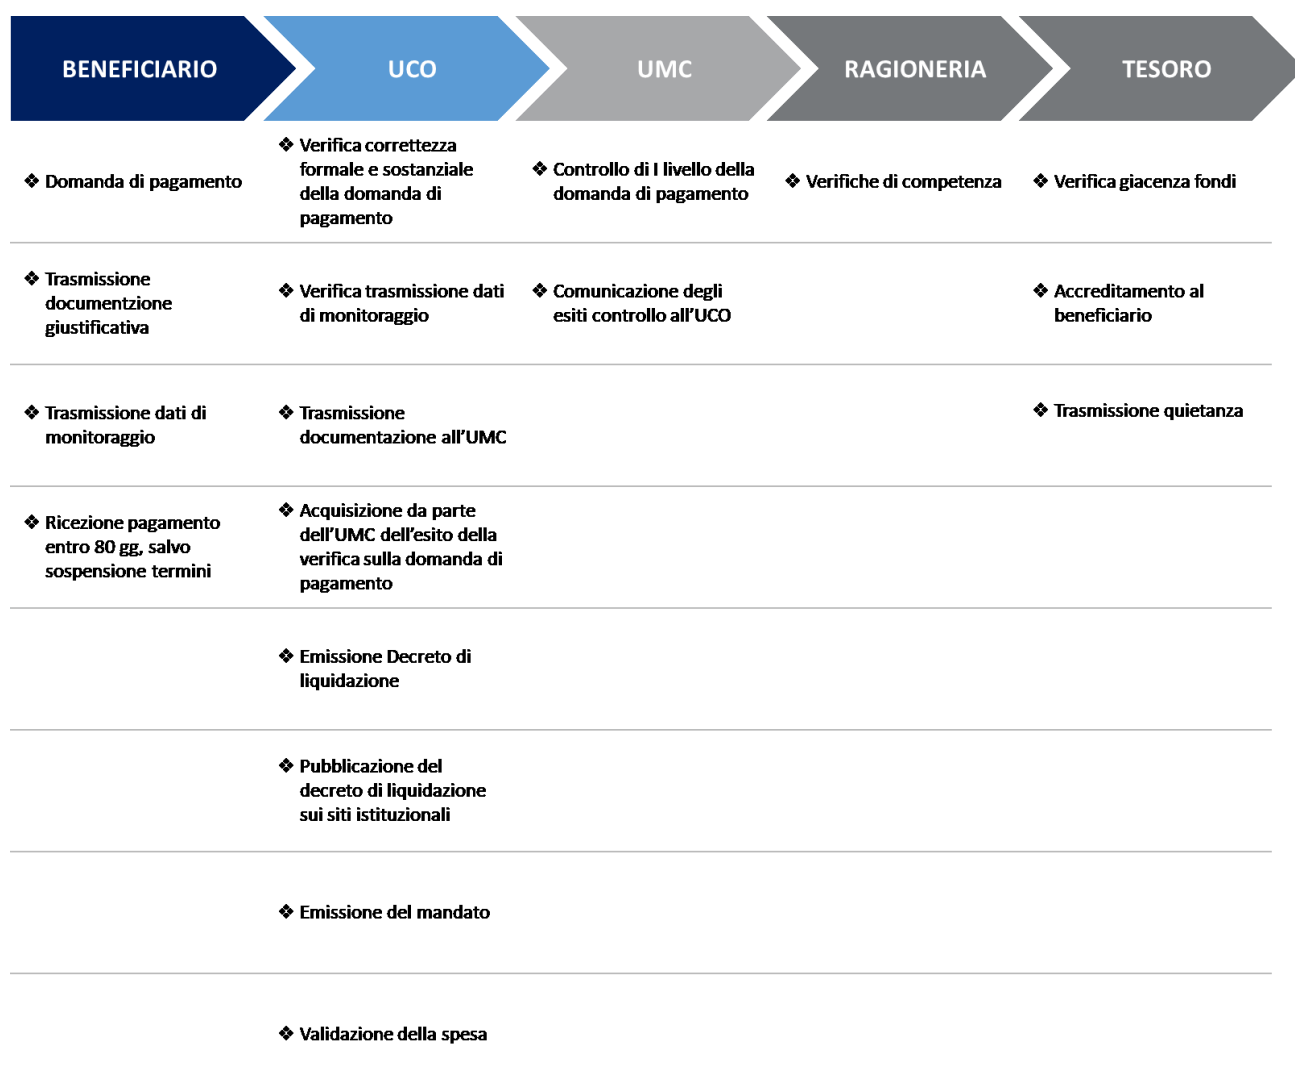 BENEFICIARIO
UCO
UMC
RAGIONERIA
TESORO
❖ Domanda di pagamento
❖ Verifica correttezza
formale e sostanziale
della domanda di
pagamento
❖ Controllo di I livello della
domanda di pagamento
❖ Verifiche di competenza
❖ Verifica giacenza fondi
❖ Trasmissione
documentzione
giustificativa
❖ Verifica trasmissione dati
di monitoraggio
❖ Comunicazione degli
esiti controllo all'UCO
❖ Accreditamento al
beneficiario
❖ Trasmissione dati di
monitoraggio
❖ Trasmissione
documentazione all'UMC
❖ Trasmissione quietanza
❖ Ricezione pagamento
entro 80 gg, salvo
sospensione termini
❖ Acquisizione da parte
dell'UMC dell'esito della
verifica sulla domanda di
pagamento
❖ Emissione Decreto di
liquidazione
❖ Pubblicazione del
decreto di liquidazione
sui siti istituzionali
❖ Emissione del mandato
❖ Validazione della spesa